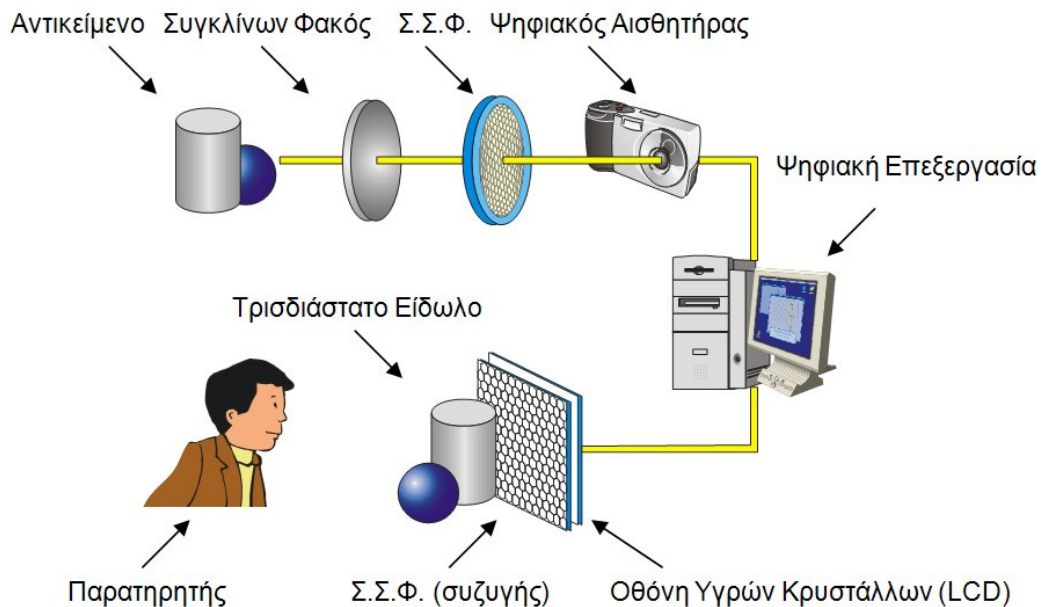 Αντικείμενο
Συγκλίνων Φακός
Σ.Σ.Φ.
Ψηφιακός Αισθητήρας
Ψηφιακή Επεξεργασία
Τρισδιάστατο Είδωλο
Παρατηρητής
Σ.Σ.Φ. (συζυγής)
Οθόνη Υγρών Κρυστάλλων (LCD)